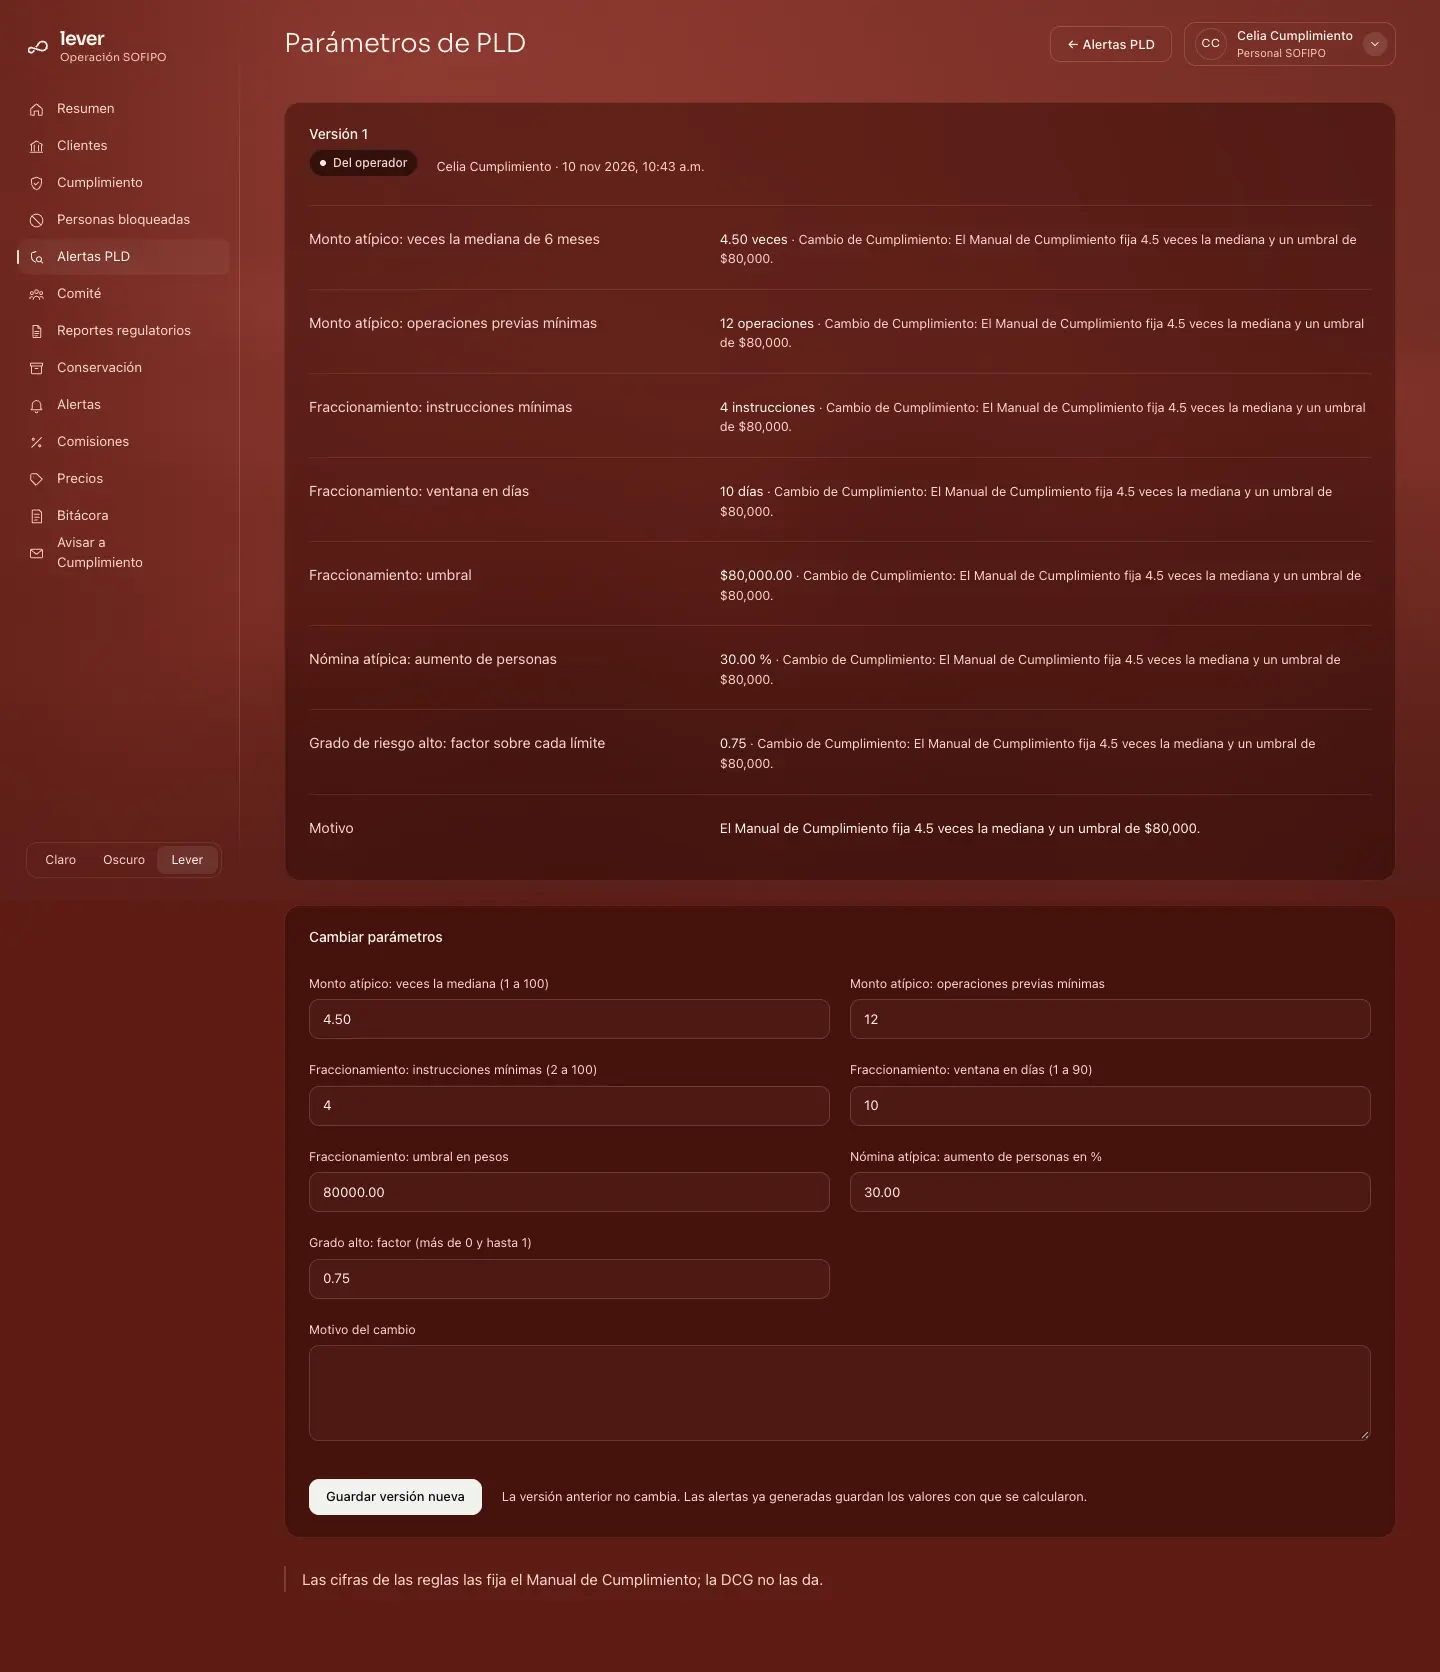 lever
Operación SOFIPO
Resumen
Clientes
Cumplimiento
Personas bloqueadas
Alertas PLD
Comité
Reportes regulatorios
Conservación
Alertas
Comisiones
Precios
Bitácora
Avisar a
Cumplimiento
Claro Oscuro Lever
Parámetros de PLD
← Alertas PLD
CC
Celia Cumplimiento
Personal SOFIPO
Versión 1
Del operador
Celia Cumplimiento · 10 nov 2026, 10:43 a.m.
Monto atípico: veces la mediana de 6 meses
4.50 veces · Cambio de Cumplimiento: El Manual de Cumplimiento fija 4.5 veces la mediana y un umbral de
$80,000.
Monto atípico: operaciones previas mínimas
12 operaciones · Cambio de Cumplimiento: El Manual de Cumplimiento fija 4.5 veces la mediana y un umbral
de $80,000.
Fraccionamiento: instrucciones mínimas
4 instrucciones · Cambio de Cumplimiento: El Manual de Cumplimiento fija 4.5 veces la mediana y un umbral
de $80,000.
Fraccionamiento: ventana en días
10 días · Cambio de Cumplimiento: El Manual de Cumplimiento fija 4.5 veces la mediana y un umbral de
$80,000.
Fraccionamiento: umbral
$80,000.00 · Cambio de Cumplimiento: El Manual de Cumplimiento fija 4.5 veces la mediana y un umbral de
$80,000.
Nómina atípica: aumento de personas
30.00 % · Cambio de Cumplimiento: El Manual de Cumplimiento fija 4.5 veces la mediana y un umbral de
$80,000.
Grado de riesgo alto: factor sobre cada límite
0.75 · Cambio de Cumplimiento: El Manual de Cumplimiento fija 4.5 veces la mediana y un umbral de
$80,000.
Motivo
El Manual de Cumplimiento fija 4.5 veces la mediana y un umbral de $80,000.
Cambiar parámetros
Monto atípico: veces la mediana (1 a 100)
4.50
Monto atípico: operaciones previas mínimas
12
Fraccionamiento: instrucciones mínimas (2 a 100)
4
Fraccionamiento: ventana en días (1 a 90)
10
Fraccionamiento: umbral en pesos
80000.00
Nómina atípica: aumento de personas en %
30.00
Grado alto: factor (más de 0 y hasta 1)
0.75
Motivo del cambio
Guardar versión nueva
La versión anterior no cambia. Las alertas ya generadas guardan los valores con que se calcularon.
Las cifras de las reglas las fija el Manual de Cumplimiento; la DCG no las da.